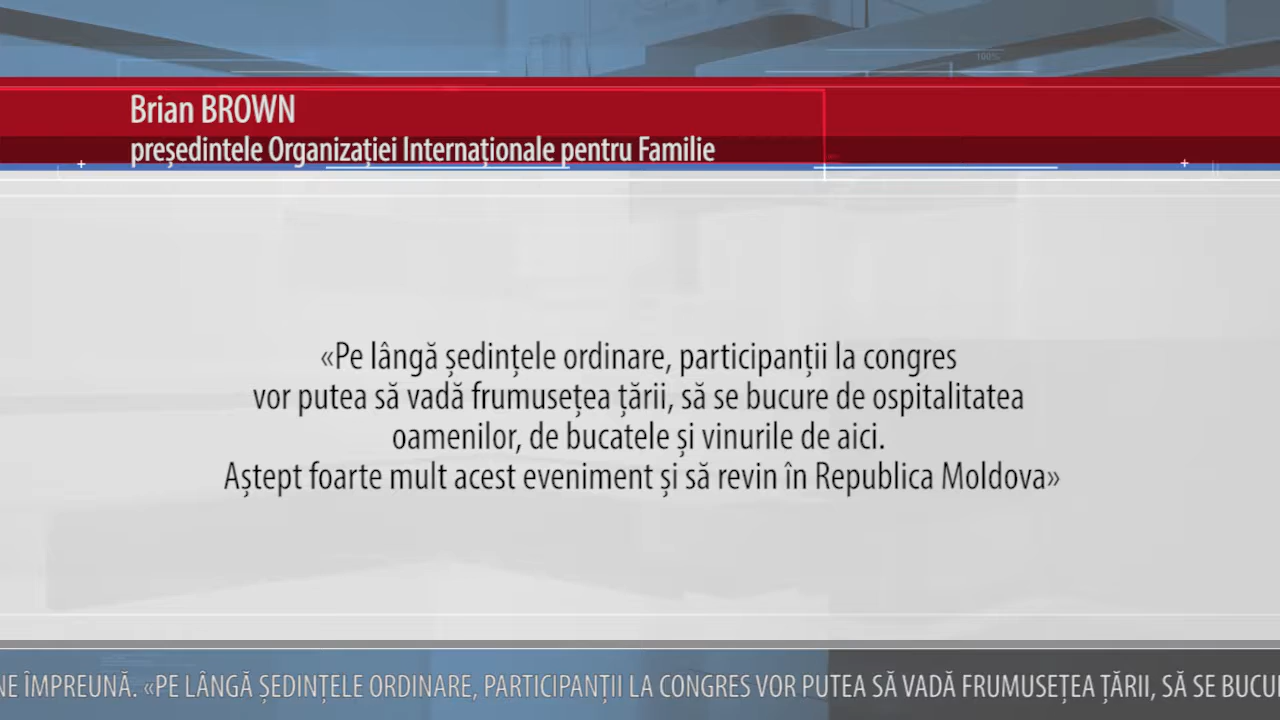 100%
Brian BROWN
președintele Organizației Internaționale pentru Familie
«Pe lângă ședințele ordinare, participanții la congres
vor putea să vadă frumusețea țării, să se bucure de ospitalitatea
oamenilor, de bucatele și vinurile de aici.
Aștept foarte mult acest eveniment și să revin în Republica Moldova»
NE ÎMPREUNĂ. «PE LÂNGĂ ȘEDINȚELE ORDINARE, PARTICIPANȚII LA CONGRES VOR PUTEA SĂ VADĂ FRUMUSEȚEA ȚĂRII, SĂ SE BUCU